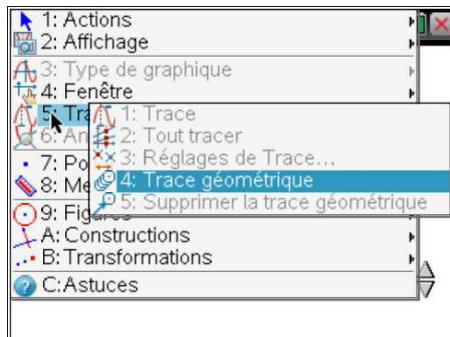 1: Actions
2: Affichage
3: Type de graphique
4: Fenêtre
5: Tra
1: Trace
6: An
2: Tout tracer
7: Po
3: Réglages de Trace...
8: Me
4: Trace géométrique
9: Figures
5: Supprimer la trace géométrique
A: Constructions
B: Transformations
C:Astuces